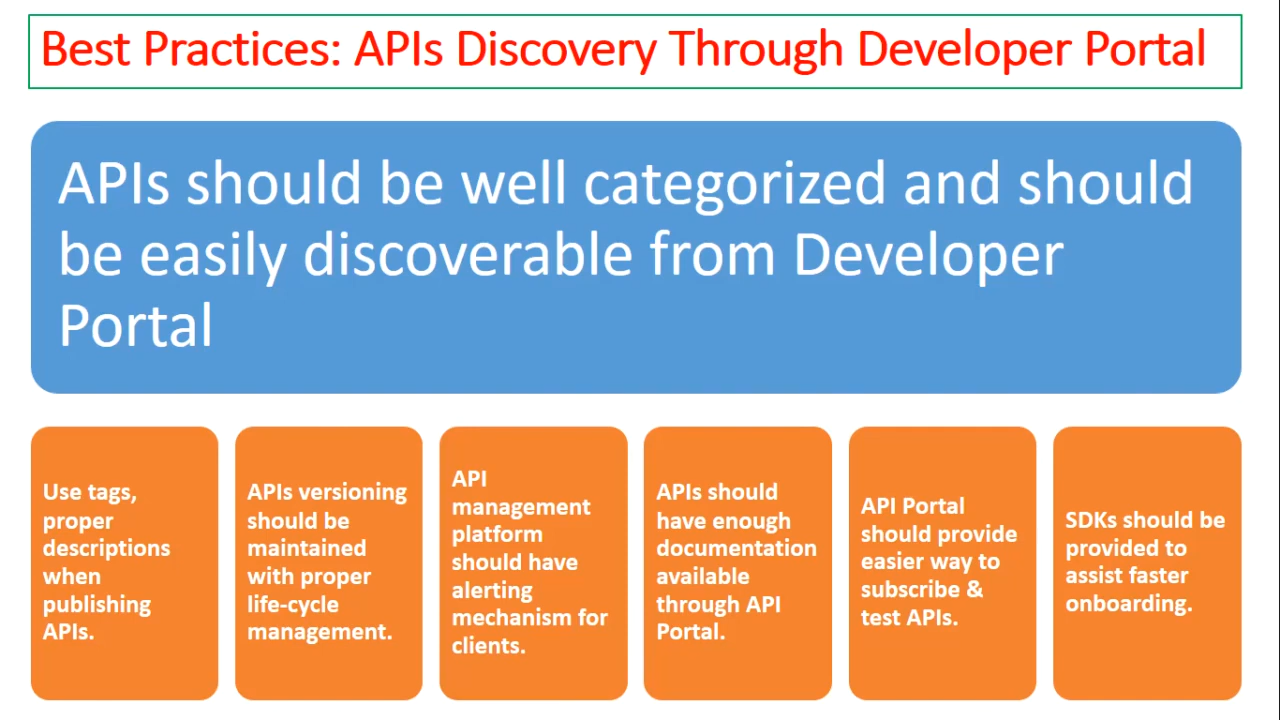 Best Practices: APIs Discovery Through Developer Portal
APIs should be well categorized and should
be easily discoverable from Developer
Portal
Use tags,
proper
descriptions
when
publishing
APIs.
APIs versioning
should be
maintained
with proper
life-cycle
management.
API
management
platform
should have
alerting
mechanism for
clients.
APIs should
have enough
documentation
available
through API
Portal.
API Portal
should provide
easier way to
subscribe &
test APIs.
SDKs should be
provided to
assist faster
onboarding.